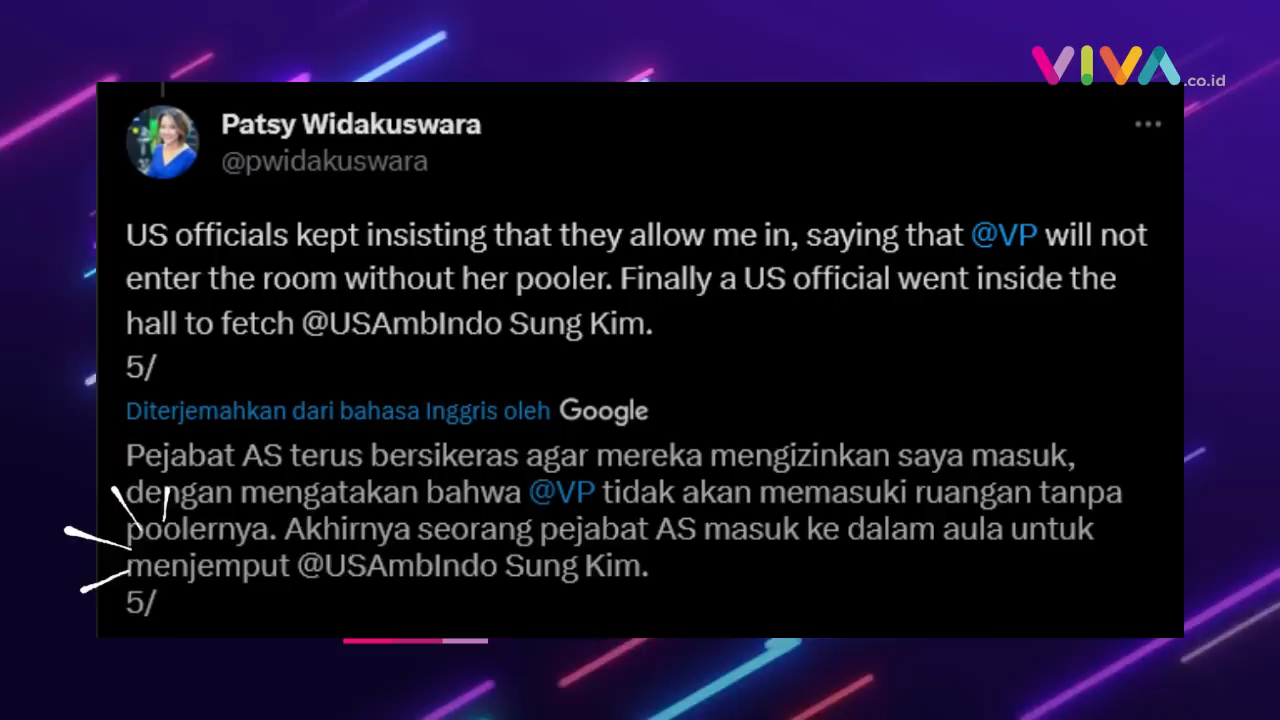 VIVA.co.id
Patsy Widakuswara
@pwidakuswara
US officials kept insisting that they allow me in, saying that @VP will not
enter the room without her pooler. Finally a US official went inside the
hall to fetch @USAmbIndo Sung Kim.
5/
Diterjemahkan dari bahasa Inggris oleh Google
Pejabat AS terus bersikeras agar mereka mengizinkan saya masuk,
dengan mengatakan bahwa @VP tidak akan memasuki ruangan tanpa
poolernya. Akhirnya seorang pejabat AS masuk ke dalam aula untuk
menjemput @USAmbIndo Sung Kim.
5/